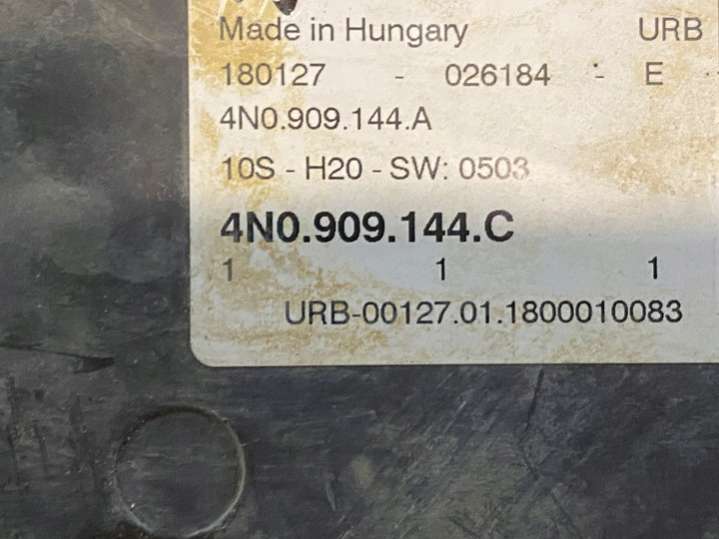 Made in Hungary URB
180127 - 026184 - E
4N0.909.144.A
10S - H20 - SW: 0503
4N0.909.144.C
1 1 1
URB-00127.01.1800010083